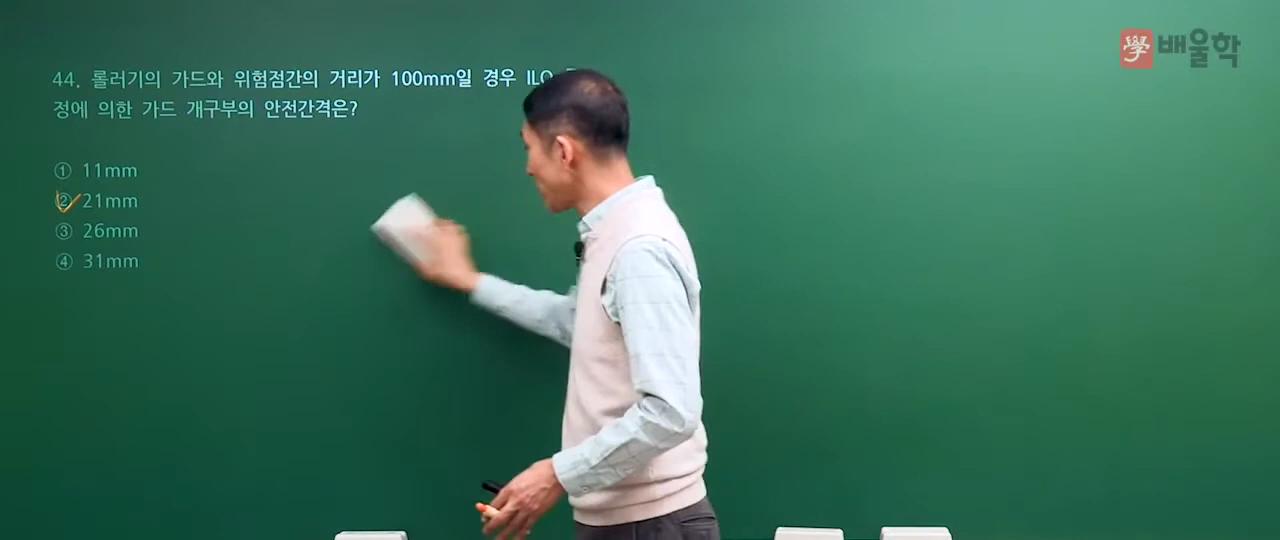 44. 롤러기의 가드와 위험점간의 거리가 100mm일 경우
정에 의한 가드 개구부의 안전간격은?
① 11mm
② 21mm
③ 26mm
④ 31mm
學 배울학